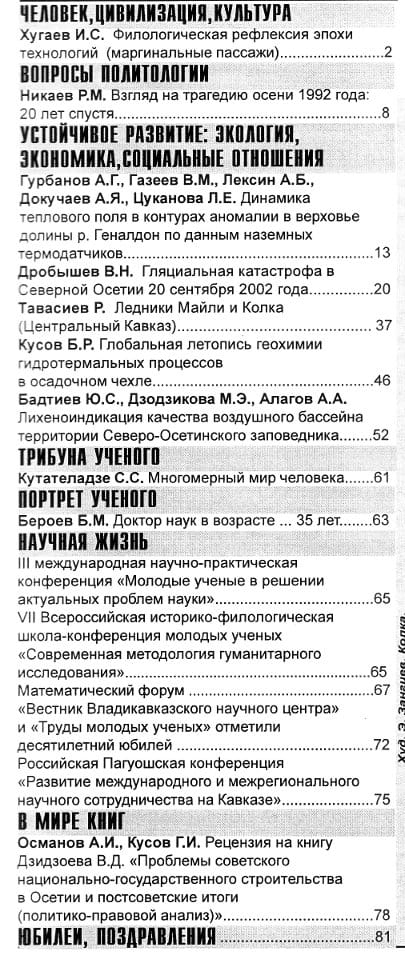 ЧЕЛОВЕК,ЦИВИЛИЗАЦИЯ,КУЛЬТУРА
Хугаев И.С. Филологическая рефлексия эпохи
технологий (маргинальные пассажи)..........................2
ВОПРОСЫ ПОЛИТОЛОГИИ
Никаев Р.М. Взгляд на трагедию осени 1992 года:
20 лет спустя..................................................8
УСТОЙЧИВОЕ РАЗВИТИЕ: ЭКОЛОГИЯ,
ЭКОНОМИКА,СОЦИАЛЬНЫЕ ОТНОШЕНИЯ
Гурбанов А.Г., Газеев В.М., Лексин А.Б.,
Докучаев А.Я., Цуканова Л.Е. Динамика
теплового поля в контурах аномалии в верховье
долины р. Геналдон по данным наземных
термодатчиков..................................................13
Дробышев В.Н. Гляциальная катастрофа в
Северной Осетии 20 сентября 2002 года............20
Тавасиев Р. Ледники Майли и Колка
(Центральный Кавказ)...................................... 37
Кусов Б.Р. Глобальная летопись геохимии
гидротермальных процессов
в осадочном чехле............................................46
Бадтиев Ю.С., Дзодзикова М.Э., Алагов А.А.
Лихеноиндикация качества воздушного бассейна
территории Северо-Осетинского заповедника.......52
ТРИБУНА УЧЕНОГО
Кутателадзе С.С. Многомерный мир человека......61
ПОРТРЕТ УЧЕНОГО
Бероев Б.М. Доктор наук в возрасте ... 35 лет......63
НАУЧНАЯ ЖИЗНЬ
III международная научно-практическая
конференция «Молодые ученые в решении
актуальных проблем науки»................................65
VII Всероссийская историко-филологическая
школа-конференция молодых ученых
«Современная методология гуманитарного
исследования»..................................................65
Математический форум ....................................67
«Вестник Владикавказского научного центра»
и «Труды молодых ученых» отметили
десятилетний юбилей ........................................72
Российская Пагуошская конференция
«Развитие международного и межрегионального
научного сотрудничества на Кавказе»..................75
В МИРЕ КНИГ
Османов А.И., Кусов Г.И. Рецензия на книгу
Дзидзоева В.Д. «Проблемы советского
национально-государственного строительства
в Осетии и постсоветские итоги
(политико-правовой анализ)»..............................78
ЮБИЛЕИ, ПОЗДРАВЛЕНИЯ ..............................81
Худ. Э. Зангиев. Колка.